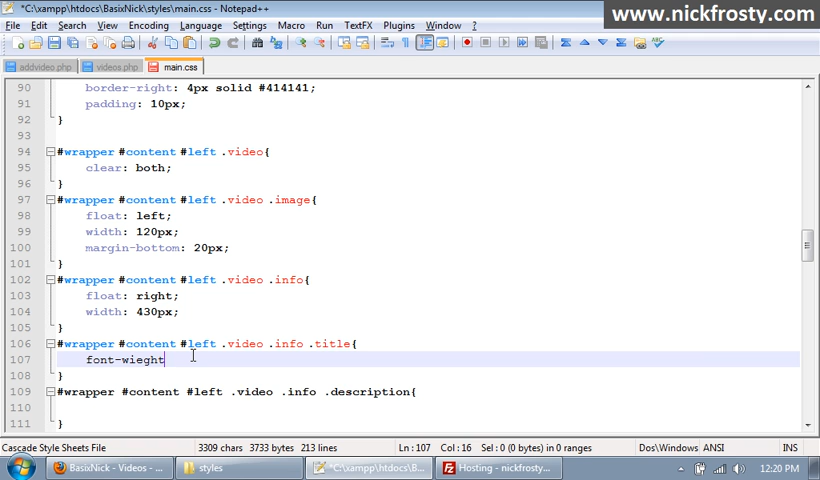 *C:\xampp\htdocs\BasixNick\styles\main.css - Notepad++
www.nickfrosty.com
File Edit Search View Encoding Language Settings Macro Run TextFX Plugins Window ? X
addvideo.php videos.php main.css
90 border-right: 4px solid #414141;
91 padding: 10px;
92 }
93
94 #wrapper #content #left .video{
95 clear: both;
96 }
97 #wrapper #content #left .video .image{
98 float: left;
99 width: 120px;
100 margin-bottom: 20px;
101 }
102 #wrapper #content #left .video .info{
103 float: right;
104 width: 430px;
105 }
106 #wrapper #content #left .video .info .title{
107 font-wieght
108 }
109 #wrapper #content #left .video .info .description{
110
111 }
Cascade Style Sheets File 3309 chars 3733 bytes 213 lines Ln : 107 Col : 16 Sel : 0 (0 bytes) in 0 ranges Dos\Windows ANSI INS
BasixNick - Videos - ... styles *C:\xampp\htdocs\B... Hosting - nickfrosty... 12:20 PM